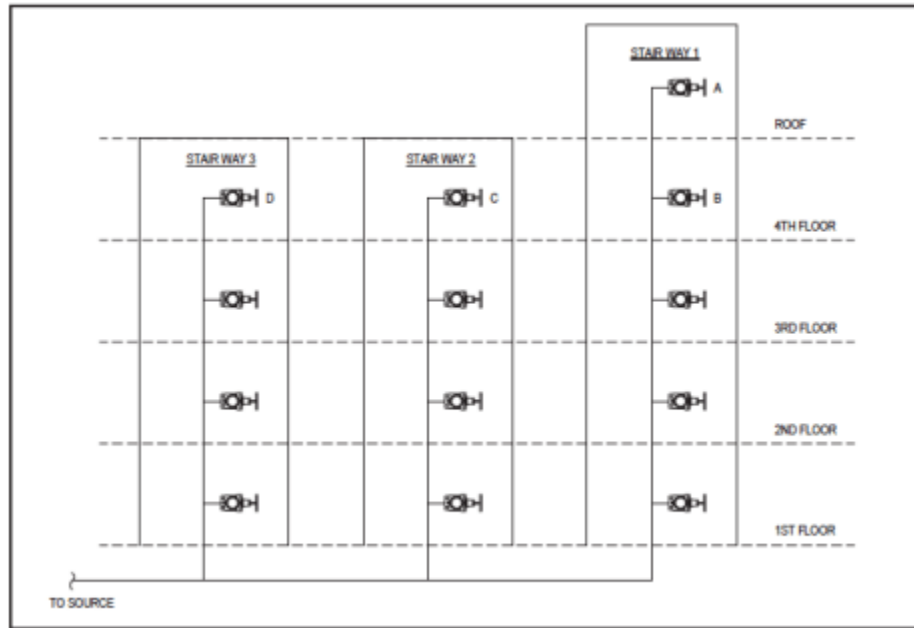 STAIR WAY 1
A
ROOF
STAIR WAY 3
STAIR WAY 2
D
C
B
4TH FLOOR
3RD FLOOR
2ND FLOOR
1ST FLOOR
TO SOURCE